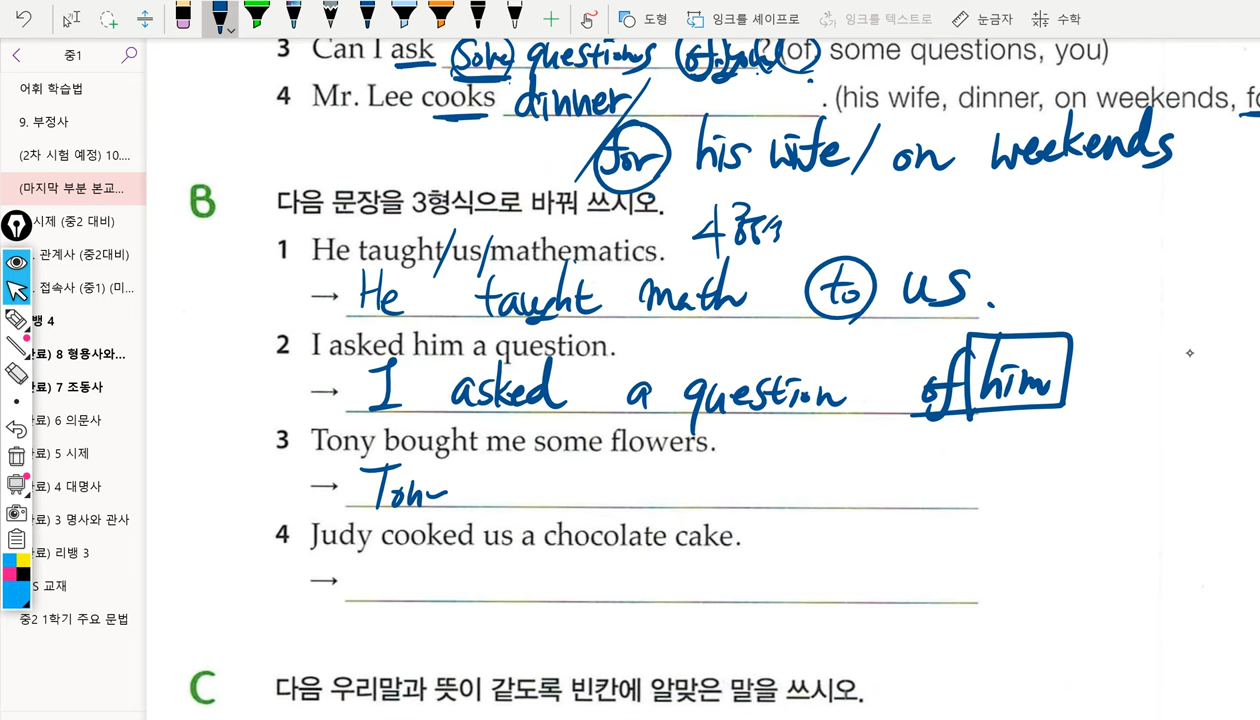 도형 잉크를 셰이프로 잉크를 텍스트로 눈금자 수학
중1
어휘 학습법
9. 부정사
(2차 시험 예정) 10....
(마지막 부분 본교...
시제 (중2 대비)
. 관계사 (중2대비)
. 접속사 (중1) (미...
뱅 4
료) 8 형용사와...
료) 7 조동사
료) 6 의문사
료) 5 시제
료) 4 대명사
료) 3 명사와 관사
료) 리뱅 3
S 교재
중2 1학기 주요 문법
3 Can I ask some questions of you? (of, some questions, you)
4 Mr. Lee cooks dinner/ . (his wife, dinner, on weekends, fo
for his wife/ on weekends
B 다음 문장을 3형식으로 바꿔 쓰시오.
4형식
1 He taught/us/mathematics.
→ He taught math to us.
2 I asked him a question.
→ I asked a question of him
3 Tony bought me some flowers.
→ Ton
4 Judy cooked us a chocolate cake.
→
C 다음 우리말과 뜻이 같도록 빈칸에 알맞은 말을 쓰시오.